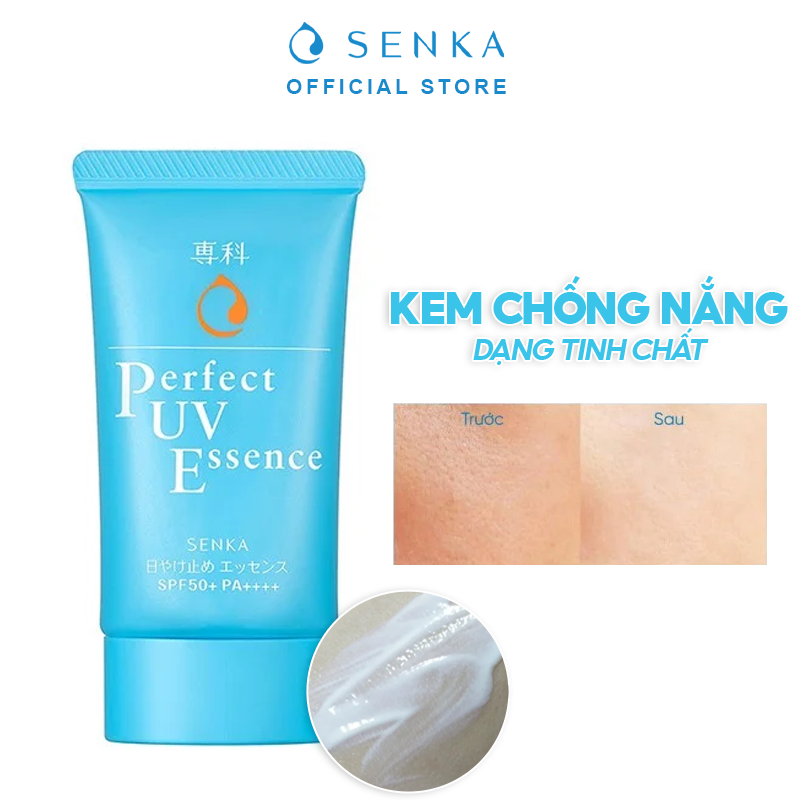 SENKA
OFFICIAL STORE
専科
Perfect
UV
Essence
SENKA
日やけ止め エッセンス
SPF50+ PA++++
KEM CHỐNG NẮNG
DẠNG TINH CHẤT
Trước
Sau